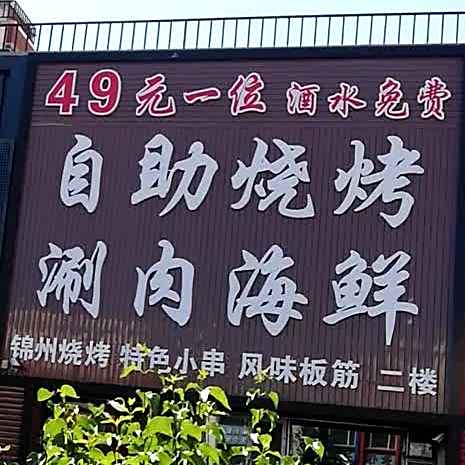 49元一位 酒水免费
自助烧烤
涮肉海鲜
锦州烧烤 特色小串 风味板筋 二楼